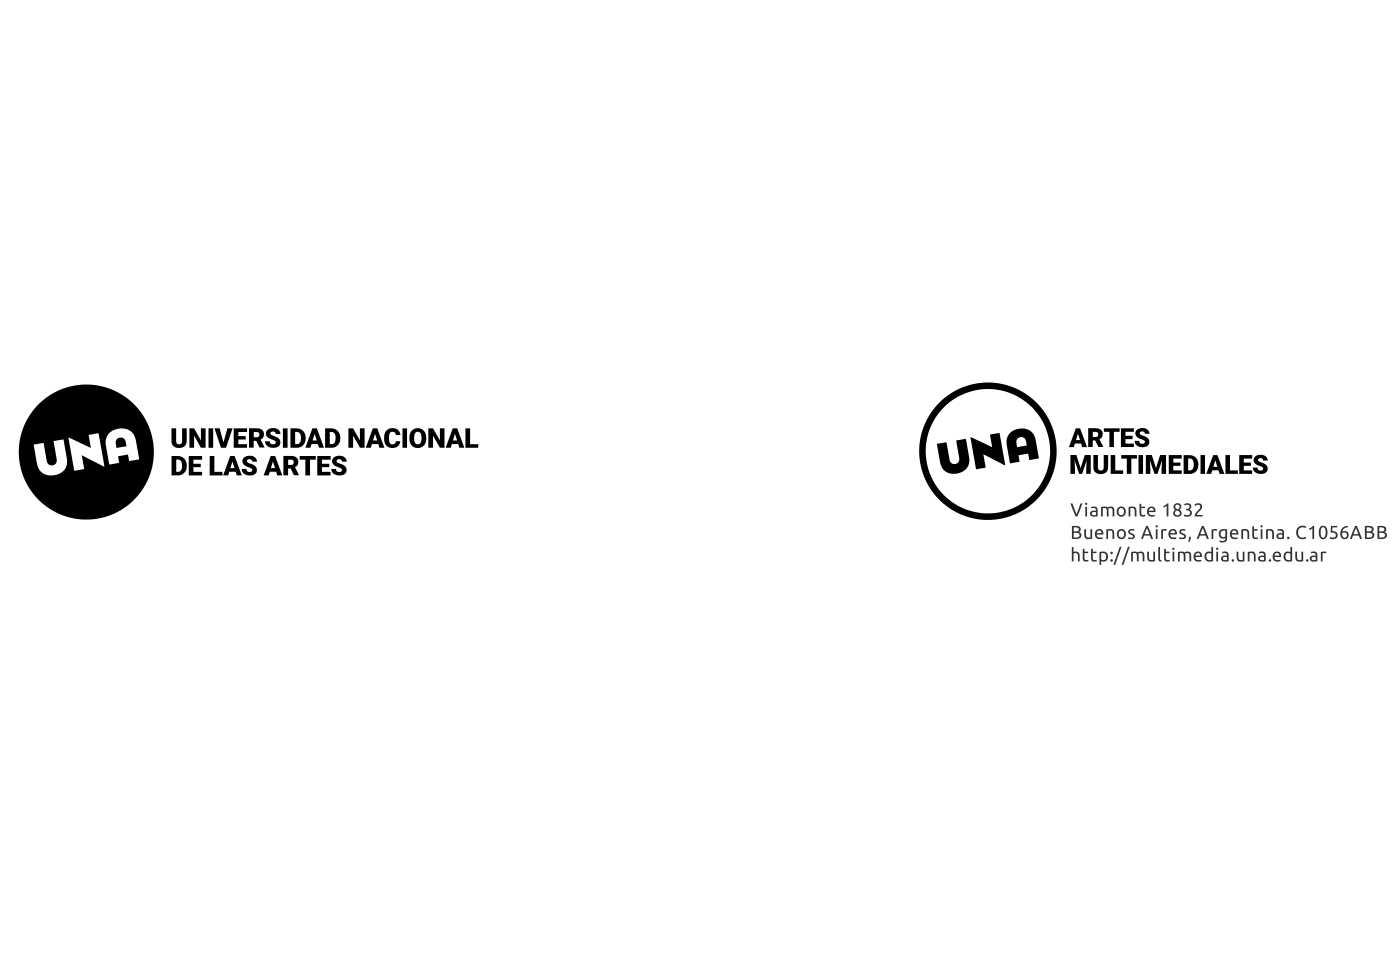 UNA
UNIVERSIDAD NACIONAL
DE LAS ARTES
UNA
ARTES
MULTIMEDIALES
Viamonte 1832
Buenos Aires, Argentina. C1056ABB
http://multimedia.una.edu.ar